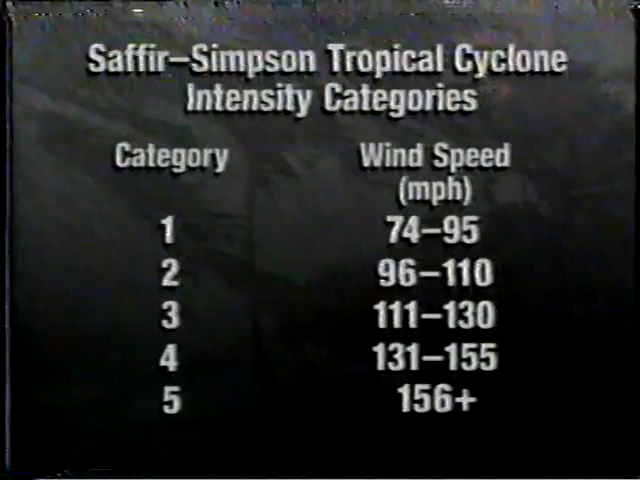 Saffir–Simpson Tropical Cyclone
Intensity Categories
Category Wind Speed
(mph)
1 74–95
2 96–110
3 111–130
4 131–155
5 156+